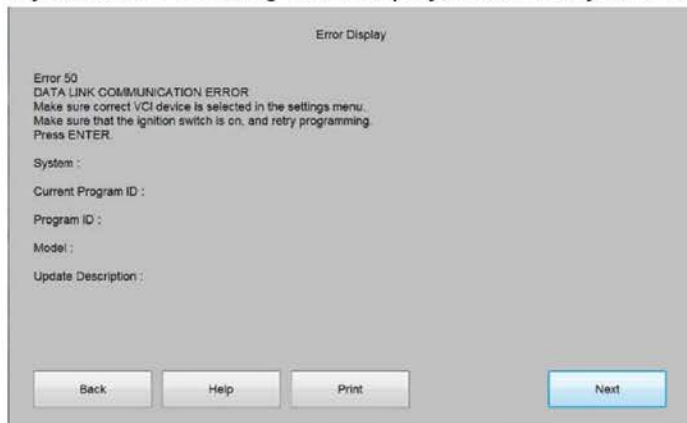 Error Display
Error 50
DATA LINK COMMUNICATION ERROR
Make sure correct VCI device is selected in the settings menu.
Make sure that the ignition switch is on, and retry programming.
Press ENTER.
System :
Current Program ID :
Program ID :
Model :
Update Description :
Back Help Print Next